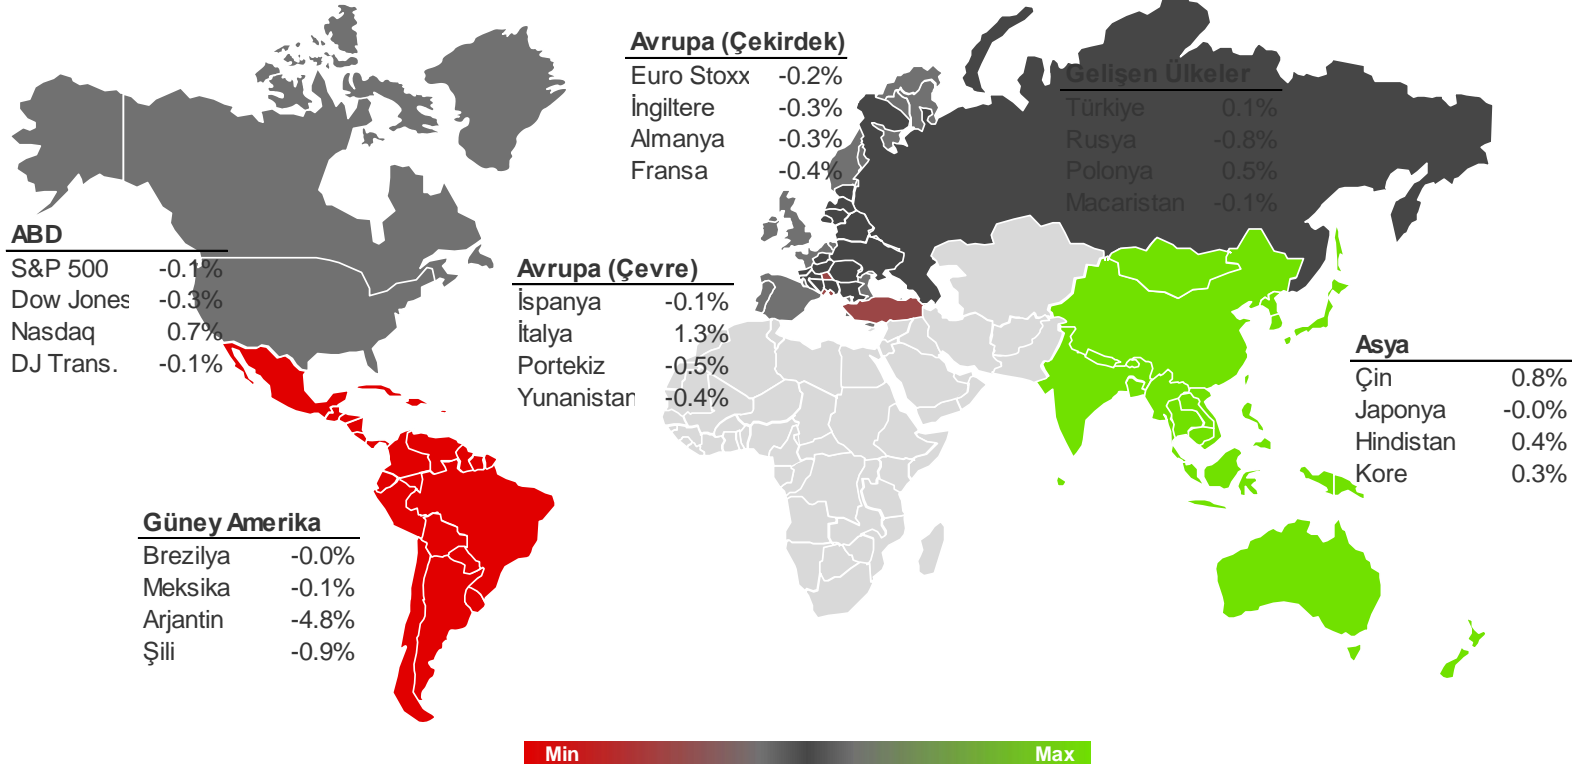 Avrupa (Çekirdek)
Euro Stoxx -0.2%
İngiltere -0.3%
Almanya -0.3%
Fransa -0.4%
Gelişen Ülkeler
Türkiye 0.1%
Rusya -0.8%
Polonya 0.5%
Macaristan -0.1%
ABD
S&P 500 -0.1%
Dow Jones -0.3%
Nasdaq 0.7%
DJ Trans. -0.1%
Avrupa (Çevre)
İspanya -0.1%
İtalya 1.3%
Portekiz -0.5%
Yunanistan -0.4%
Asya
Çin 0.8%
Japonya -0.0%
Hindistan 0.4%
Kore 0.3%
Güney Amerika
Brezilya -0.0%
Meksika -0.1%
Arjantin -4.8%
Şili -0.9%
Min Max